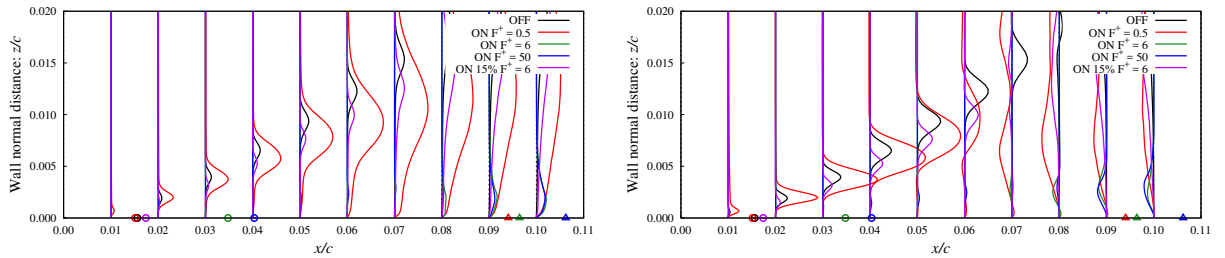 0.020
0.015
0.010
0.005
0.000
Wall normal distance: z/c
OFF
ON F+ = 0.5
ON F+ = 6
ON F+ = 50
ON 15% F+ = 6
0.00 0.01 0.02 0.03 0.04 0.05 0.06 0.07 0.08 0.09 0.10 0.11
x/c
0.020
0.015
0.010
0.005
0.000
Wall normal distance: z/c
OFF
ON F+ = 0.5
ON F+ = 6
ON F+ = 50
ON 15% F+ = 6
0.00 0.01 0.02 0.03 0.04 0.05 0.06 0.07 0.08 0.09 0.10 0.11
x/c